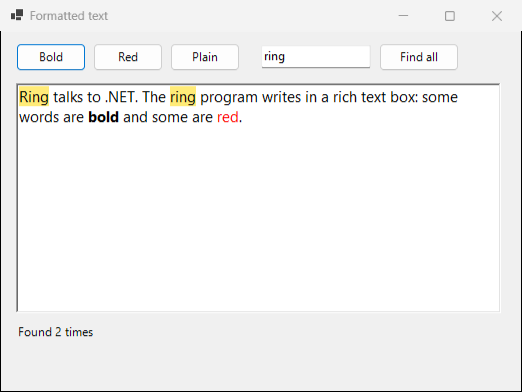 Formatted text
Bold Red Plain ring Find all
Ring talks to .NET. The ring program writes in a rich text box: some
words are bold and some are red.
Found 2 times